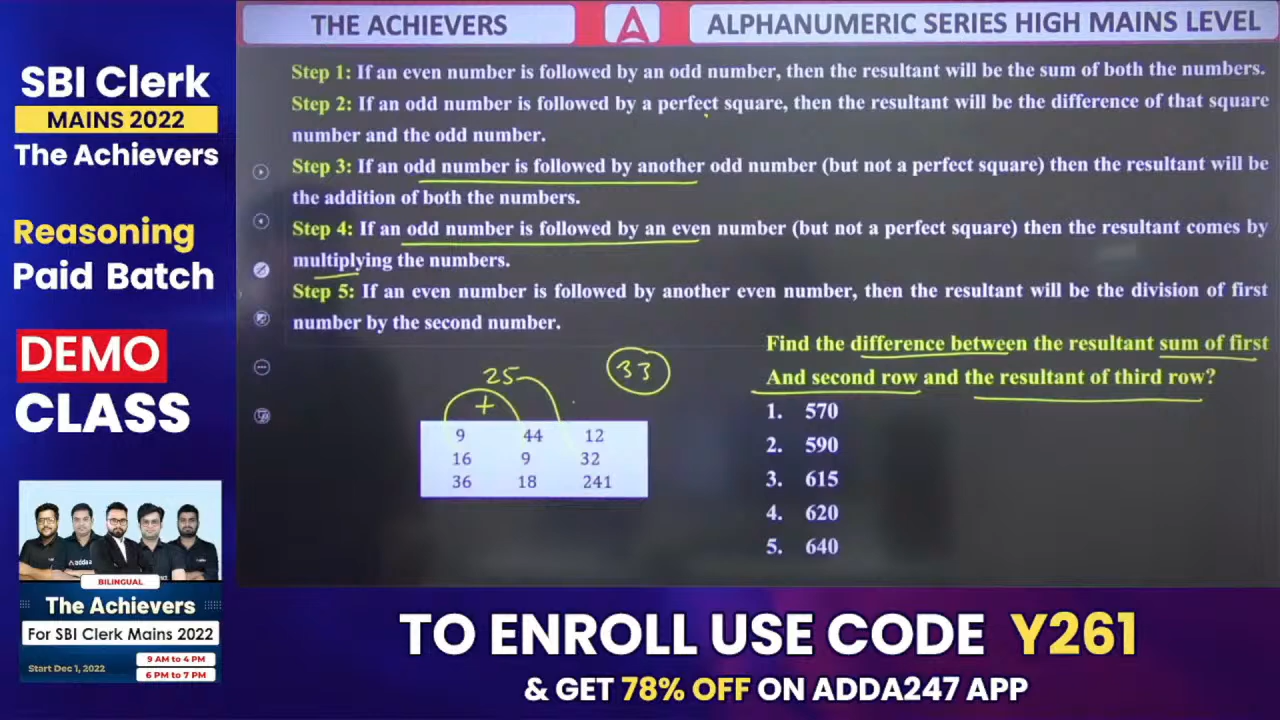 THE ACHIEVERS
ALPHANUMERIC SERIES HIGH MAINS LEVEL
SBI Clerk
MAINS 2022
The Achievers
Reasoning
Paid Batch
DEMO
CLASS
Step 1: If an even number is followed by an odd number, then the resultant will be the sum of both the numbers.
Step 2: If an odd number is followed by a perfect square, then the resultant will be the difference of that square
number and the odd number.
Step 3: If an odd number is followed by another odd number (but not a perfect square) then the resultant will be
the addition of both the numbers.
Step 4: If an odd number is followed by an even number (but not a perfect square) then the resultant comes by
multiplying the numbers.
Step 5: If an even number is followed by another even number, then the resultant will be the division of first
number by the second number.
25
33
+
9 44 12
16 9 32
36 18 241
Find the difference between the resultant sum of first
And second row and the resultant of third row?
1. 570
2. 590
3. 615
4. 620
5. 640
BILINGUAL
The Achievers
For SBI Clerk Mains 2022
Start Dec 1, 2022
9 AM to 4 PM
6 PM to 7 PM
TO ENROLL USE CODE Y261
& GET 78% OFF ON ADDA247 APP